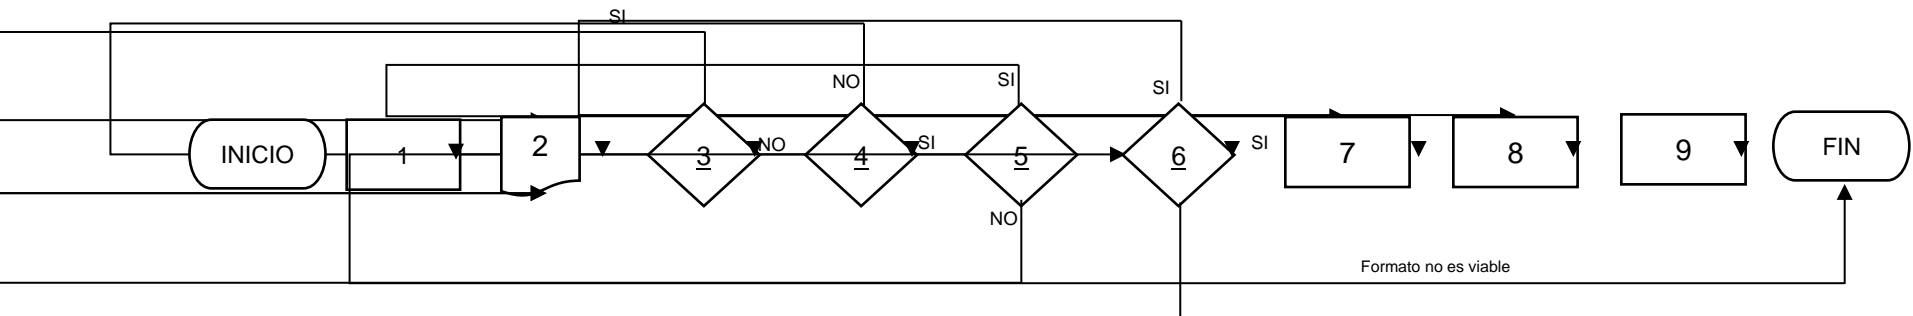 SI
NO
SI
SI
INICIO
1
2
3
NO
4
SI
5
6
SI
7
8
9
FIN
NO
Formato no es viable